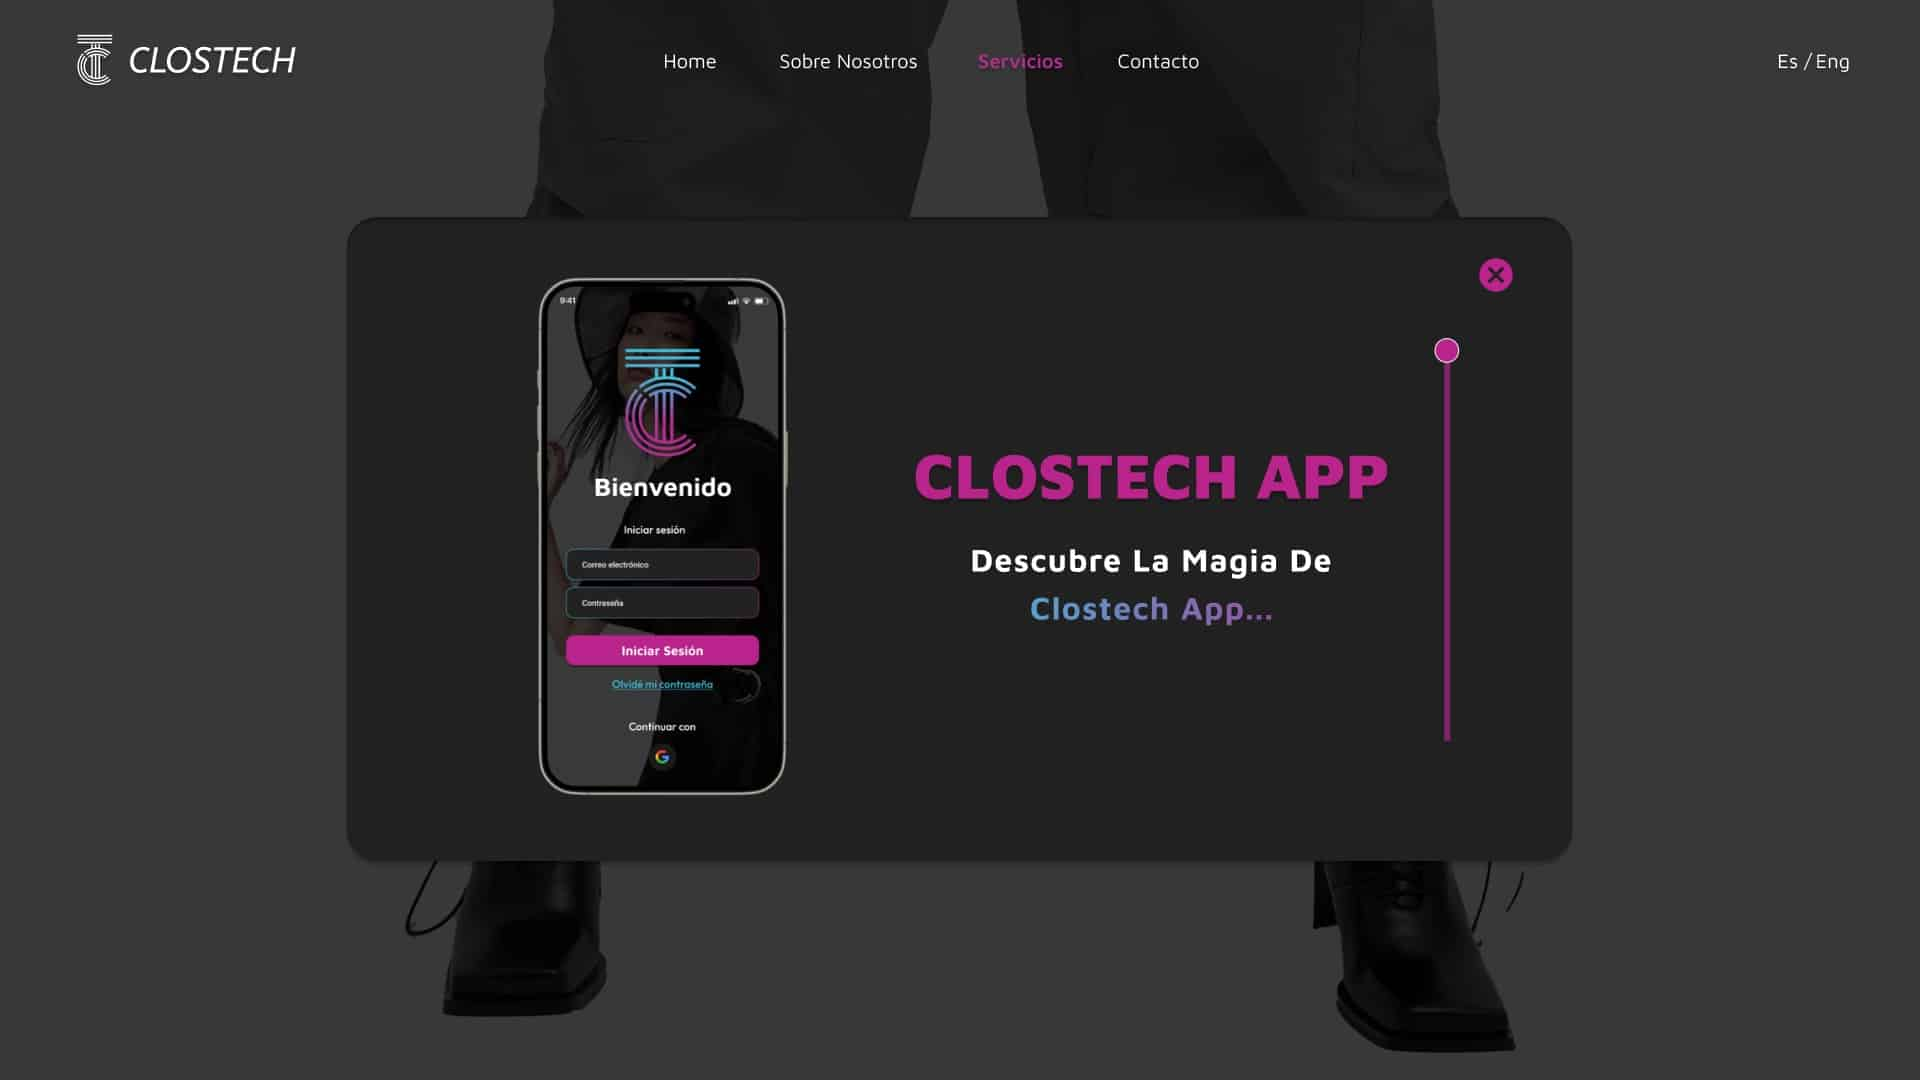 CLOSTECH
Home
Sobre Nosotros
Servicios
Contacto
Es / Eng
9:41
Bienvenido
Iniciar sesión
Correo electrónico
Contraseña
Iniciar Sesión
Olvidé mi contraseña
Continuar con
CLOSTECH APP
Descubre La Magia De
Clostech App...